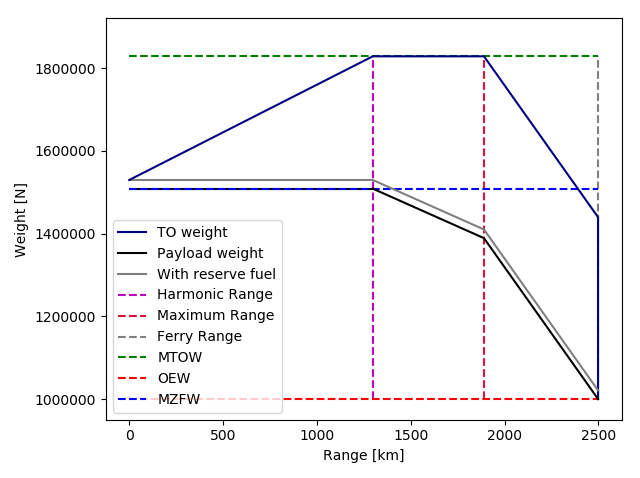 1800000
1600000
1400000
1200000
1000000
Weight [N]
TO weight
Payload weight
With reserve fuel
Harmonic Range
Maximum Range
Ferry Range
MTOW
OEW
MZFW
0 500 1000 1500 2000 2500
Range [km]